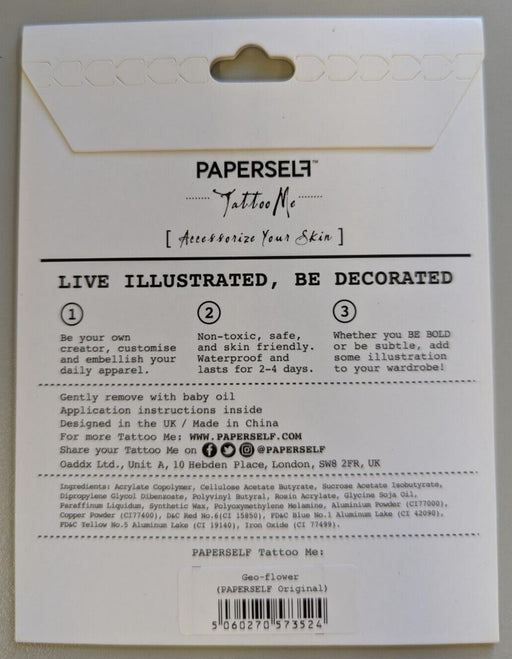 PAPERSELF™
Tattoo Me
[ Accessorize Your Skin ]
LIVE ILLUSTRATED, BE DECORATED
1
Be your own
creator, customise
and embellish your
daily apparel.
2
Non-toxic, safe,
and skin friendly.
Waterproof and
lasts for 2-4 days.
3
Whether you BE BOLD
or be subtle, add
some illustration
to your wardrobe!
Gently remove with baby oil
Application instructions inside
Designed in the UK / Made in China
For more Tattoo Me: WWW.PAPERSELF.COM
Share your Tattoo Me on @PAPERSELF
Oaddx Ltd., Unit A, 10 Hebden Place, London, SW8 2FR, UK
Ingredients: Acrylate Copolymer, Cellulose Acetate Butyrate, Sucrose Acetate Isobutyrate,
Dipropylene Glycol Dibenzoate, Polyvinyl Butyral, Rosin Acrylate, Glycine Soja Oil,
Paraffinum Liquidum, Synthetic Wax, Polyoxymethylene Melamine, Aluminium Powder (CI77000),
Copper Powder (CI77400), D&C Red No.6(CI 15850), FD&C Blue No.1 Aluminum Lake (CI 42090),
FD&C Yellow No.5 Aluminum Lake (CI 19140), Iron Oxide (CI 77499).
PAPERSELF Tattoo Me:
Geo-flower
(PAPERSELF Original)
5 060270 573524